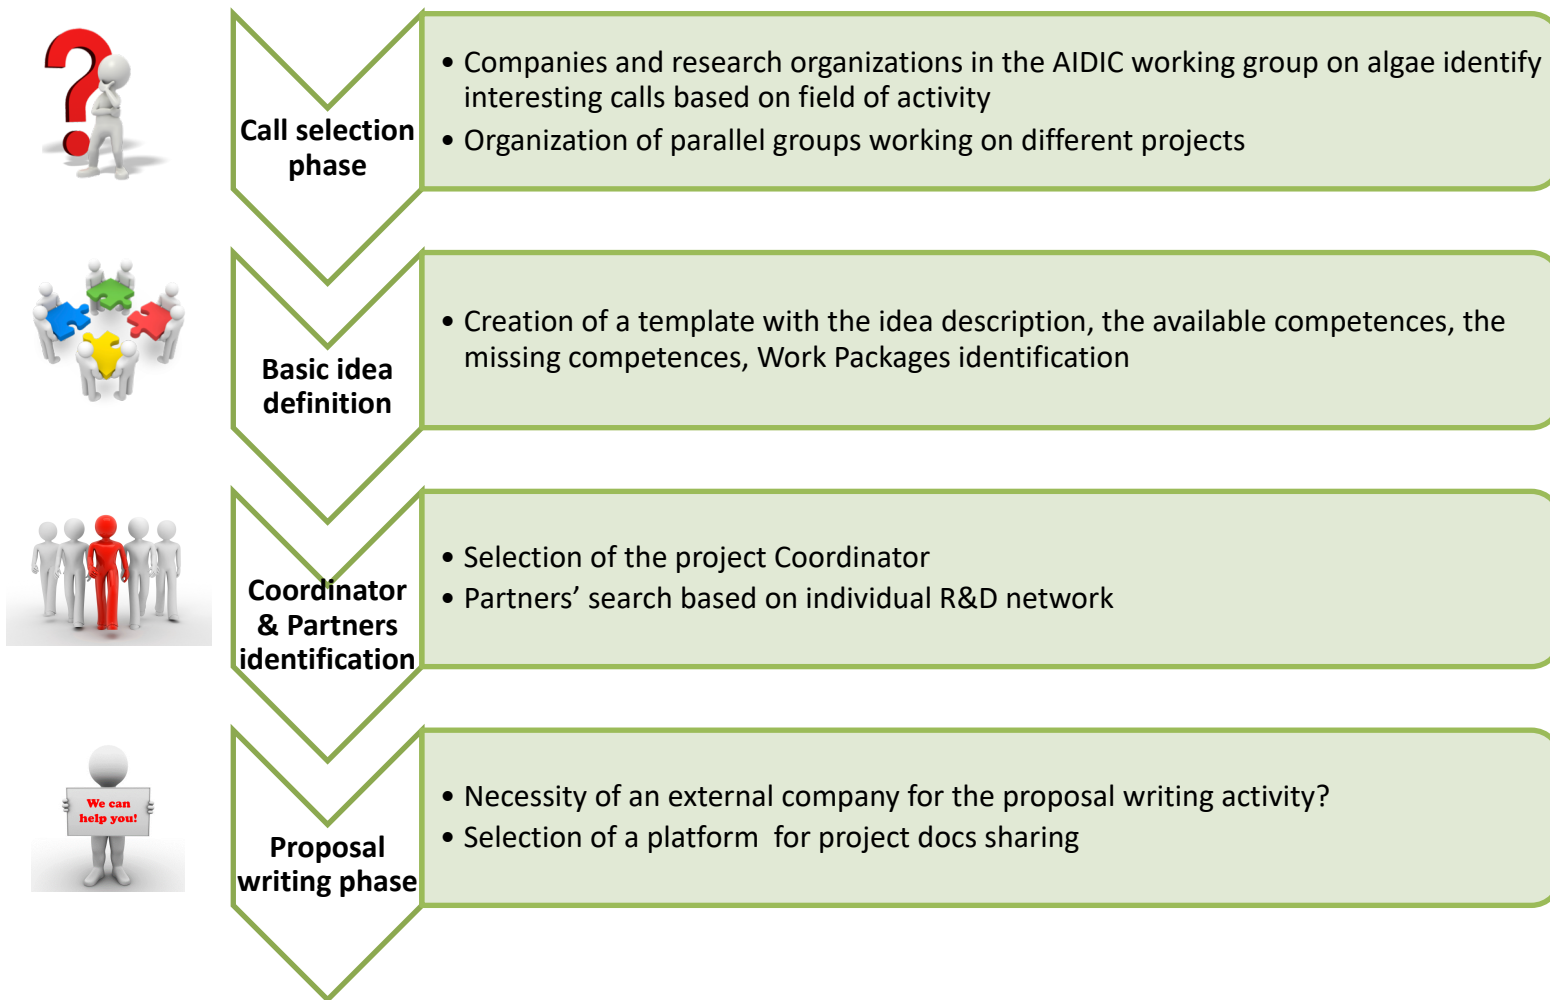 Call selection
phase
• Companies and research organizations in the AIDIC working group on algae identify
interesting calls based on field of activity
• Organization of parallel groups working on different projects
Basic idea
definition
• Creation of a template with the idea description, the available competences, the
missing competences, Work Packages identification
Coordinator
& Partners
identification
• Selection of the project Coordinator
• Partners’ search based on individual R&D network
We can
help you!
Proposal
writing phase
• Necessity of an external company for the proposal writing activity?
• Selection of a platform  for project docs sharing